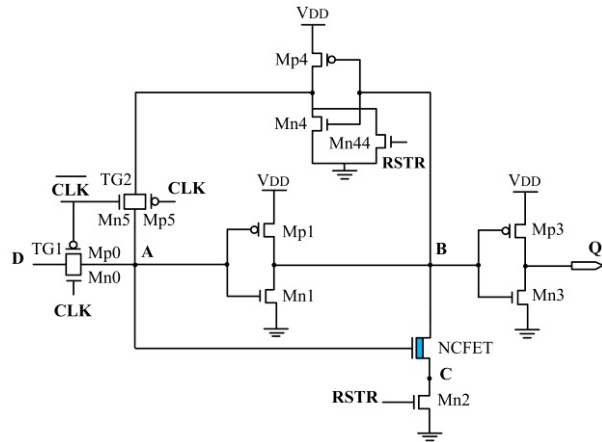 VDD
Mp4
Mn4
Mn44
RSTR
TG2
CLK
CLK
Mn5 Mp5
VDD
VDD
TG1
Mp0
A
Mp1
B
Mp3
Q
D
Mn0
Mn1
Mn3
CLK
NCFET
C
RSTR
Mn2